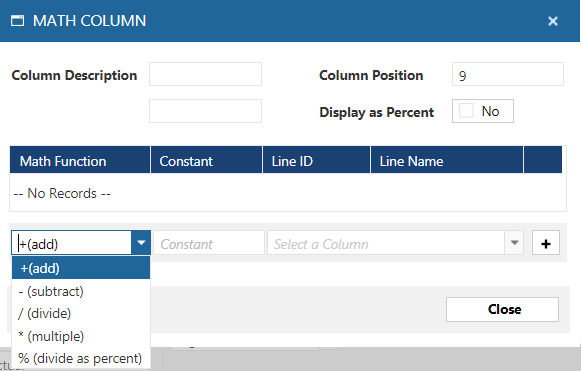 MATH COLUMN
Column Description
Column Position 9
Display as Percent No
Math Function Constant Line ID Line Name
-- No Records --
+(add) Constant Select a Column +
+(add)
- (subtract)
/ (divide)
* (multiple)
% (divide as percent)
Close